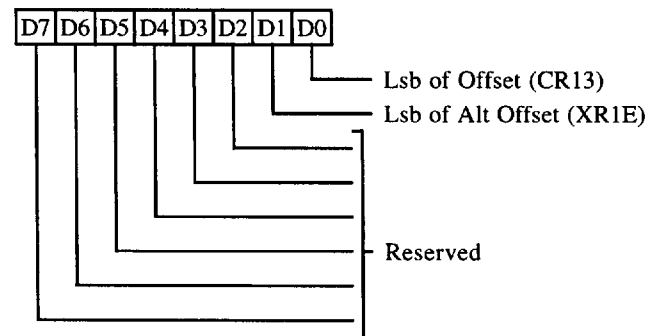 D7 D6 D5 D4 D3 D2 D1 D0
Lsb of Offset (CR13)
Lsb of Alt Offset (XR1E)
Reserved